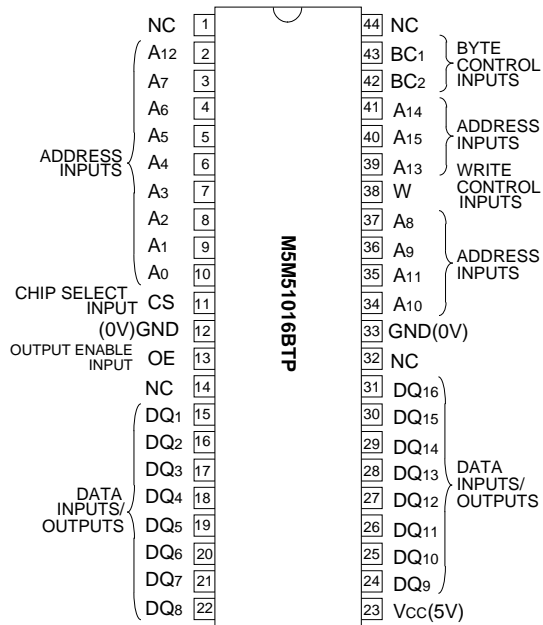 NC 1
A12 2
A7 3
A6 4
A5 5
A4 6
A3 7
A2 8
A1 9
A0 10
ADDRESS
INPUTS
CHIP SELECT
INPUT
CS 11
(0V)GND 12
OUTPUT ENABLE
INPUT
OE 13
NC 14
DQ1 15
DQ2 16
DQ3 17
DQ4 18
DQ5 19
DQ6 20
DQ7 21
DQ8 22
DATA
INPUTS/
OUTPUTS
M5M51016BTP
44 NC
43 BC1
42 BC2
BYTE
CONTROL
INPUTS
41 A14
40 A15
39 A13
ADDRESS
INPUTS
38 W
WRITE
CONTROL
INPUTS
37 A8
36 A9
35 A11
34 A10
ADDRESS
INPUTS
33 GND(0V)
32 NC
31 DQ16
30 DQ15
29 DQ14
28 DQ13
27 DQ12
26 DQ11
25 DQ10
24 DQ9
DATA
INPUTS/
OUTPUTS
23 Vcc(5V)